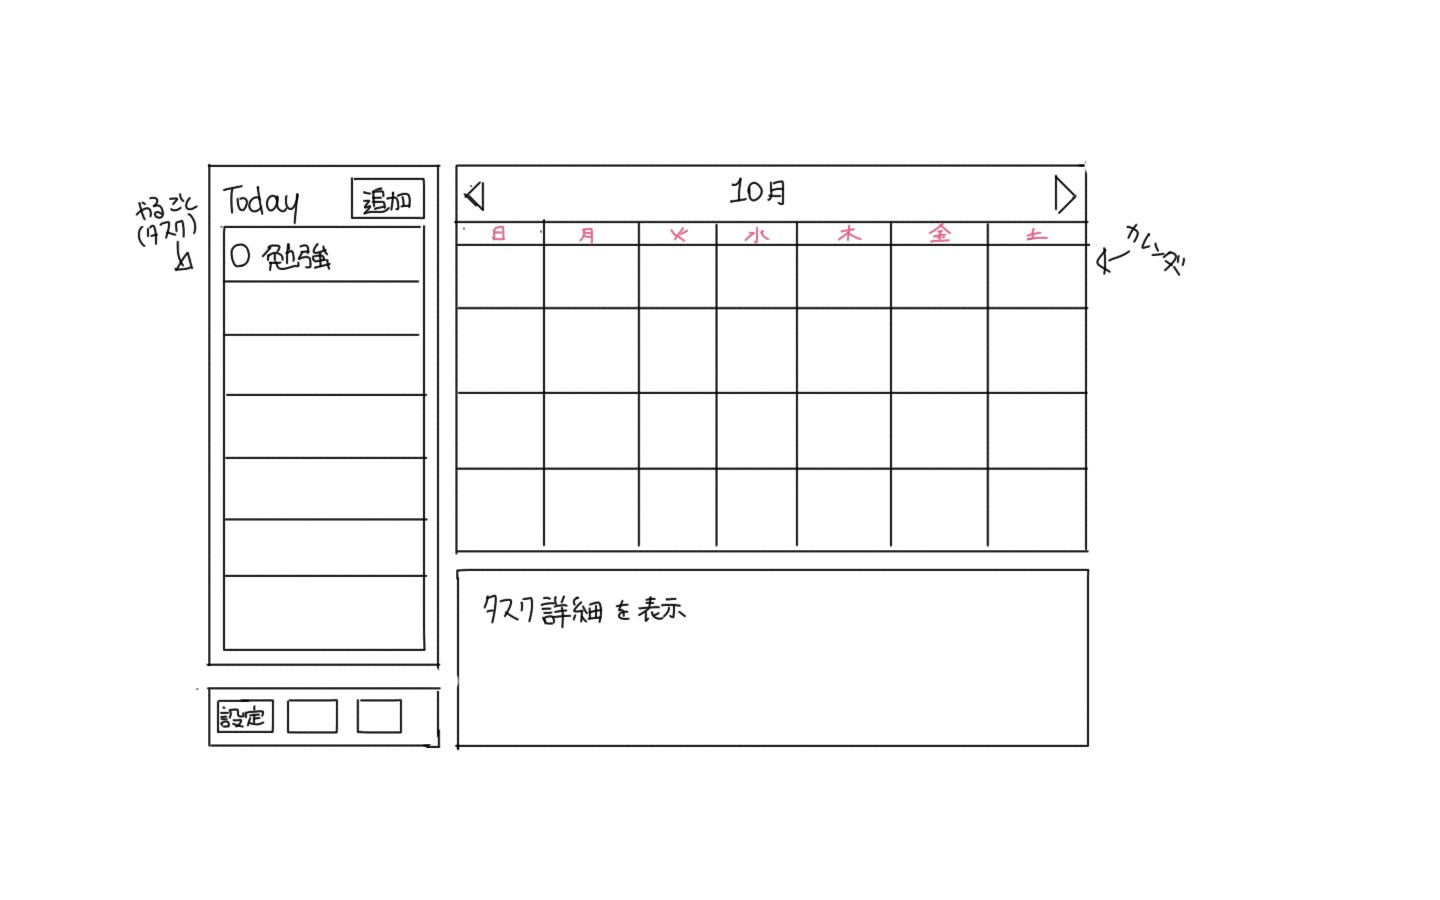 やること
(タスク)
Today
追加
○ 勉強
設定
10月
日 月 火 水 木 金 土
カレンダー
タスク詳細を表示